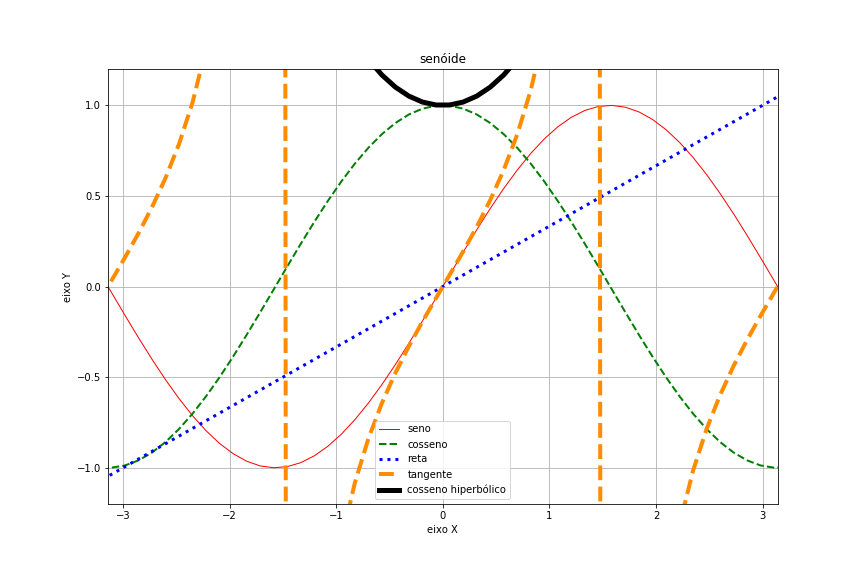 senóide
eixo Y
1.0
0.5
0.0
−0.5
−1.0
seno
cosseno
reta
tangente
cosseno hiperbólico
−3
−2
−1
0
1
2
3
eixo X